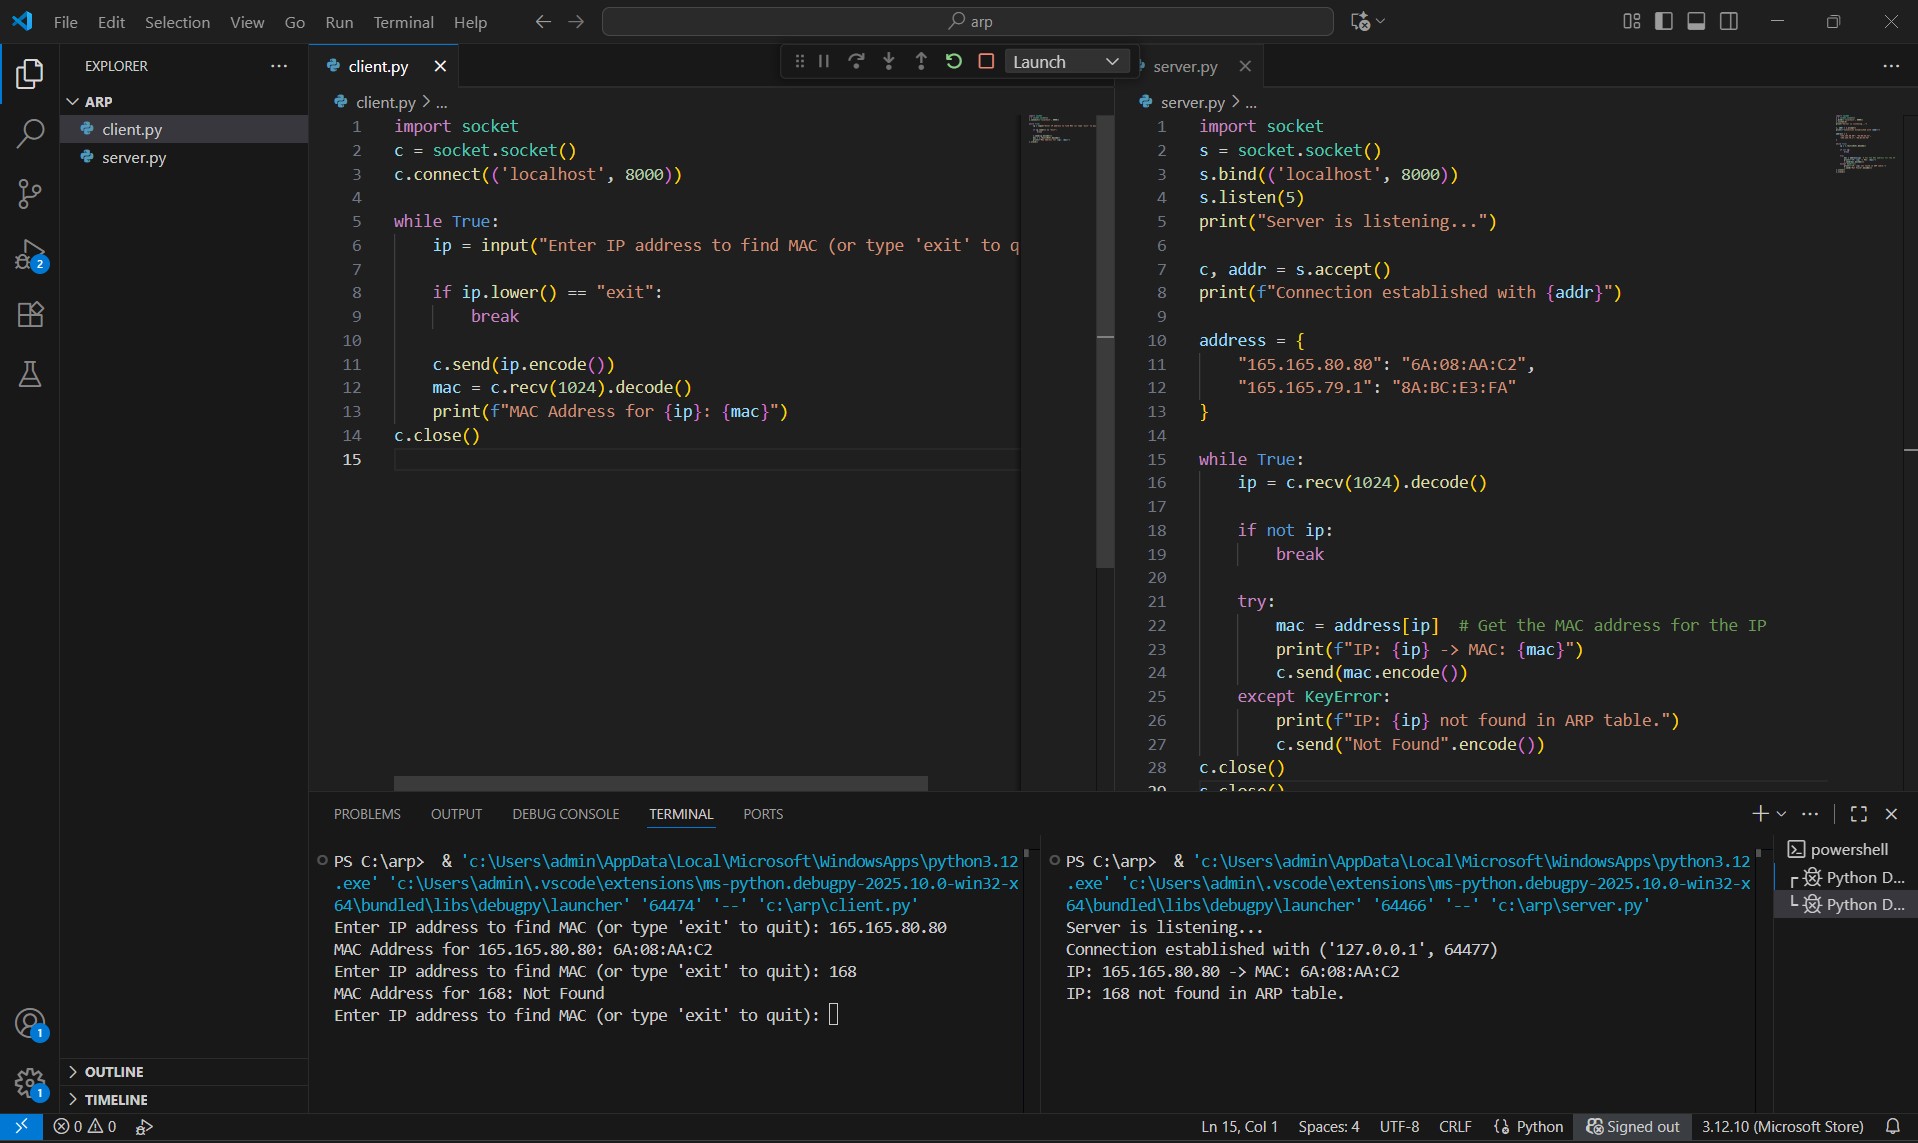 File Edit Selection View Go Run Terminal Help
arp
EXPLORER
ARP
client.py
server.py
OUTLINE
TIMELINE
client.py
Launch
server.py
client.py > ...
1 import socket
2 c = socket.socket()
3 c.connect(('localhost', 8000))
4
5 while True:
6 ip = input("Enter IP address to find MAC (or type 'exit' to q
7
8 if ip.lower() == "exit":
9 break
10
11 c.send(ip.encode())
12 mac = c.recv(1024).decode()
13 print(f"MAC Address for {ip}: {mac}")
14 c.close()
15
server.py > ...
1 import socket
2 s = socket.socket()
3 s.bind(('localhost', 8000))
4 s.listen(5)
5 print("Server is listening...")
6
7 c, addr = s.accept()
8 print(f"Connection established with {addr}")
9
10 address = {
11 "165.165.80.80": "6A:08:AA:C2",
12 "165.165.79.1": "8A:BC:E3:FA"
13 }
14
15 while True:
16 ip = c.recv(1024).decode()
17
18 if not ip:
19 break
20
21 try:
22 mac = address[ip]  # Get the MAC address for the IP
23 print(f"IP: {ip} -> MAC: {mac}")
24 c.send(mac.encode())
25 except KeyError:
26 print(f"IP: {ip} not found in ARP table.")
27 c.send("Not Found".encode())
28 c.close()
29 s.close()
PROBLEMS OUTPUT DEBUG CONSOLE TERMINAL PORTS
PS C:\arp>  & 'c:\Users\admin\AppData\Local\Microsoft\WindowsApps\python3.12
.exe' 'c:\Users\admin\.vscode\extensions\ms-python.debugpy-2025.10.0-win32-x
64\bundled\libs\debugpy\launcher' '64474' '--' 'c:\arp\client.py'
Enter IP address to find MAC (or type 'exit' to quit): 165.165.80.80
MAC Address for 165.165.80.80: 6A:08:AA:C2
Enter IP address to find MAC (or type 'exit' to quit): 168
MAC Address for 168: Not Found
Enter IP address to find MAC (or type 'exit' to quit):
PS C:\arp>  & 'c:\Users\admin\AppData\Local\Microsoft\WindowsApps\python3.12
.exe' 'c:\Users\admin\.vscode\extensions\ms-python.debugpy-2025.10.0-win32-x
64\bundled\libs\debugpy\launcher' '64466' '--' 'c:\arp\server.py'
Server is listening...
Connection established with ('127.0.0.1', 64477)
IP: 165.165.80.80 -> MAC: 6A:08:AA:C2
IP: 168 not found in ARP table.
powershell
Python D...
Python D...
2
1
1
0 0
Ln 15, Col 1 Spaces: 4 UTF-8 CRLF Python Signed out 3.12.10 (Microsoft Store)